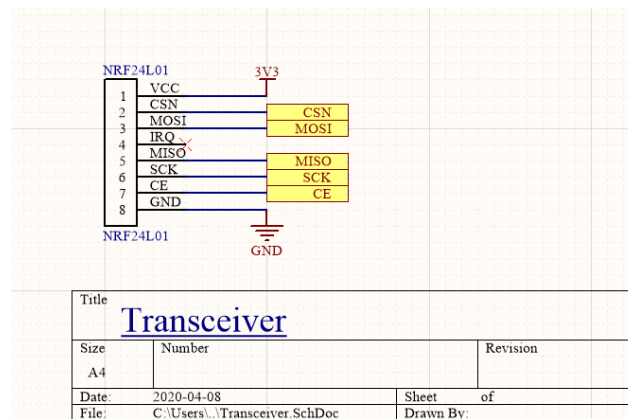 NRF24L01
3V3
1 VCC
2 CSN CSN
3 MOSI MOSI
4 IRQ
5 MISO MISO
6 SCK SCK
7 CE CE
8 GND
NRF24L01
GND
Title
Transceiver
Size Number Revision
A4
Date: 2020-04-08 Sheet of
File: C:\Users\..\Transceiver.SchDoc Drawn By: